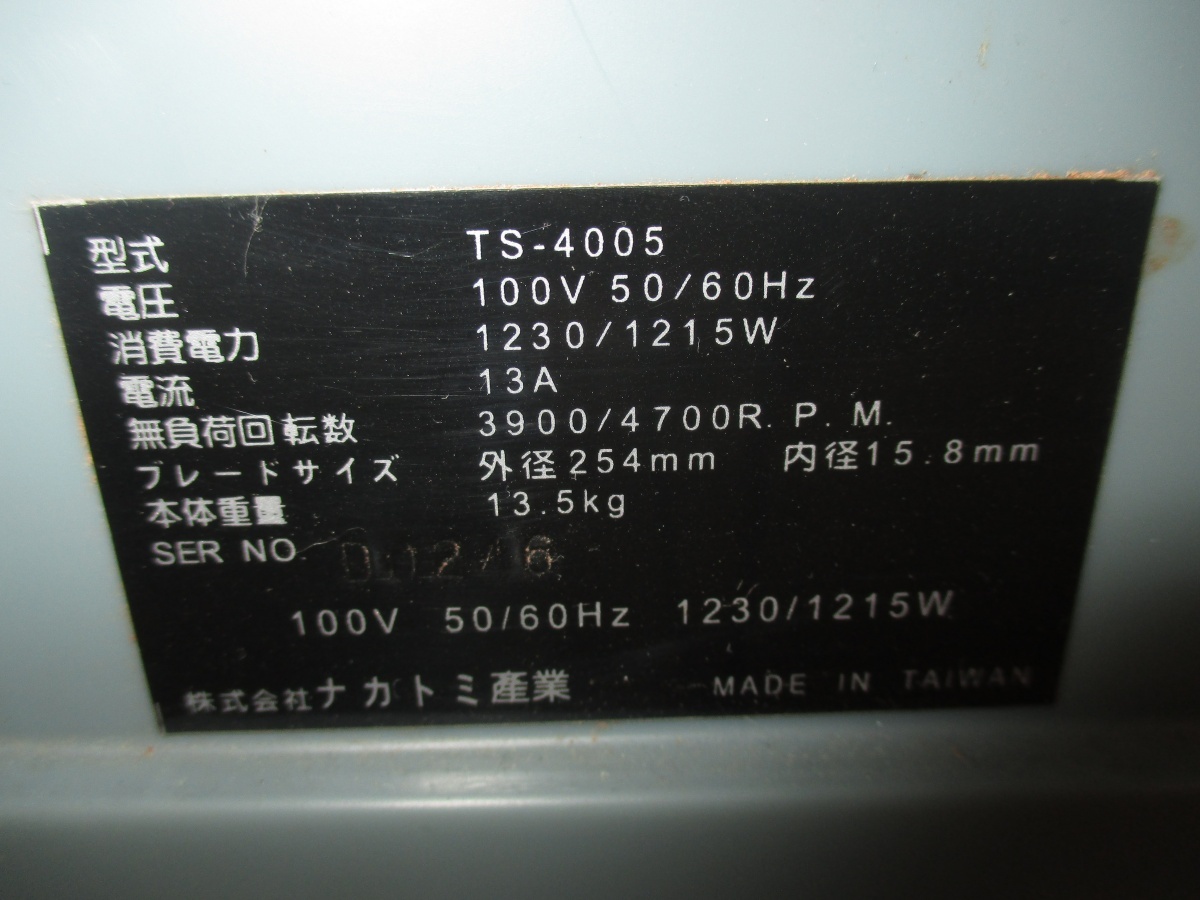 型式 TS-4005
電圧 100V 50/60Hz
消費電力 1230/1215W
電流 13A
無負荷回転数 3900/4700R.P.M.
ブレードサイズ 外径254mm 内径15.8mm
本体重量 13.5kg
SER NO
100V 50/60Hz 1230/1215W
株式会社ナカトミ産業 MADE IN TAIWAN